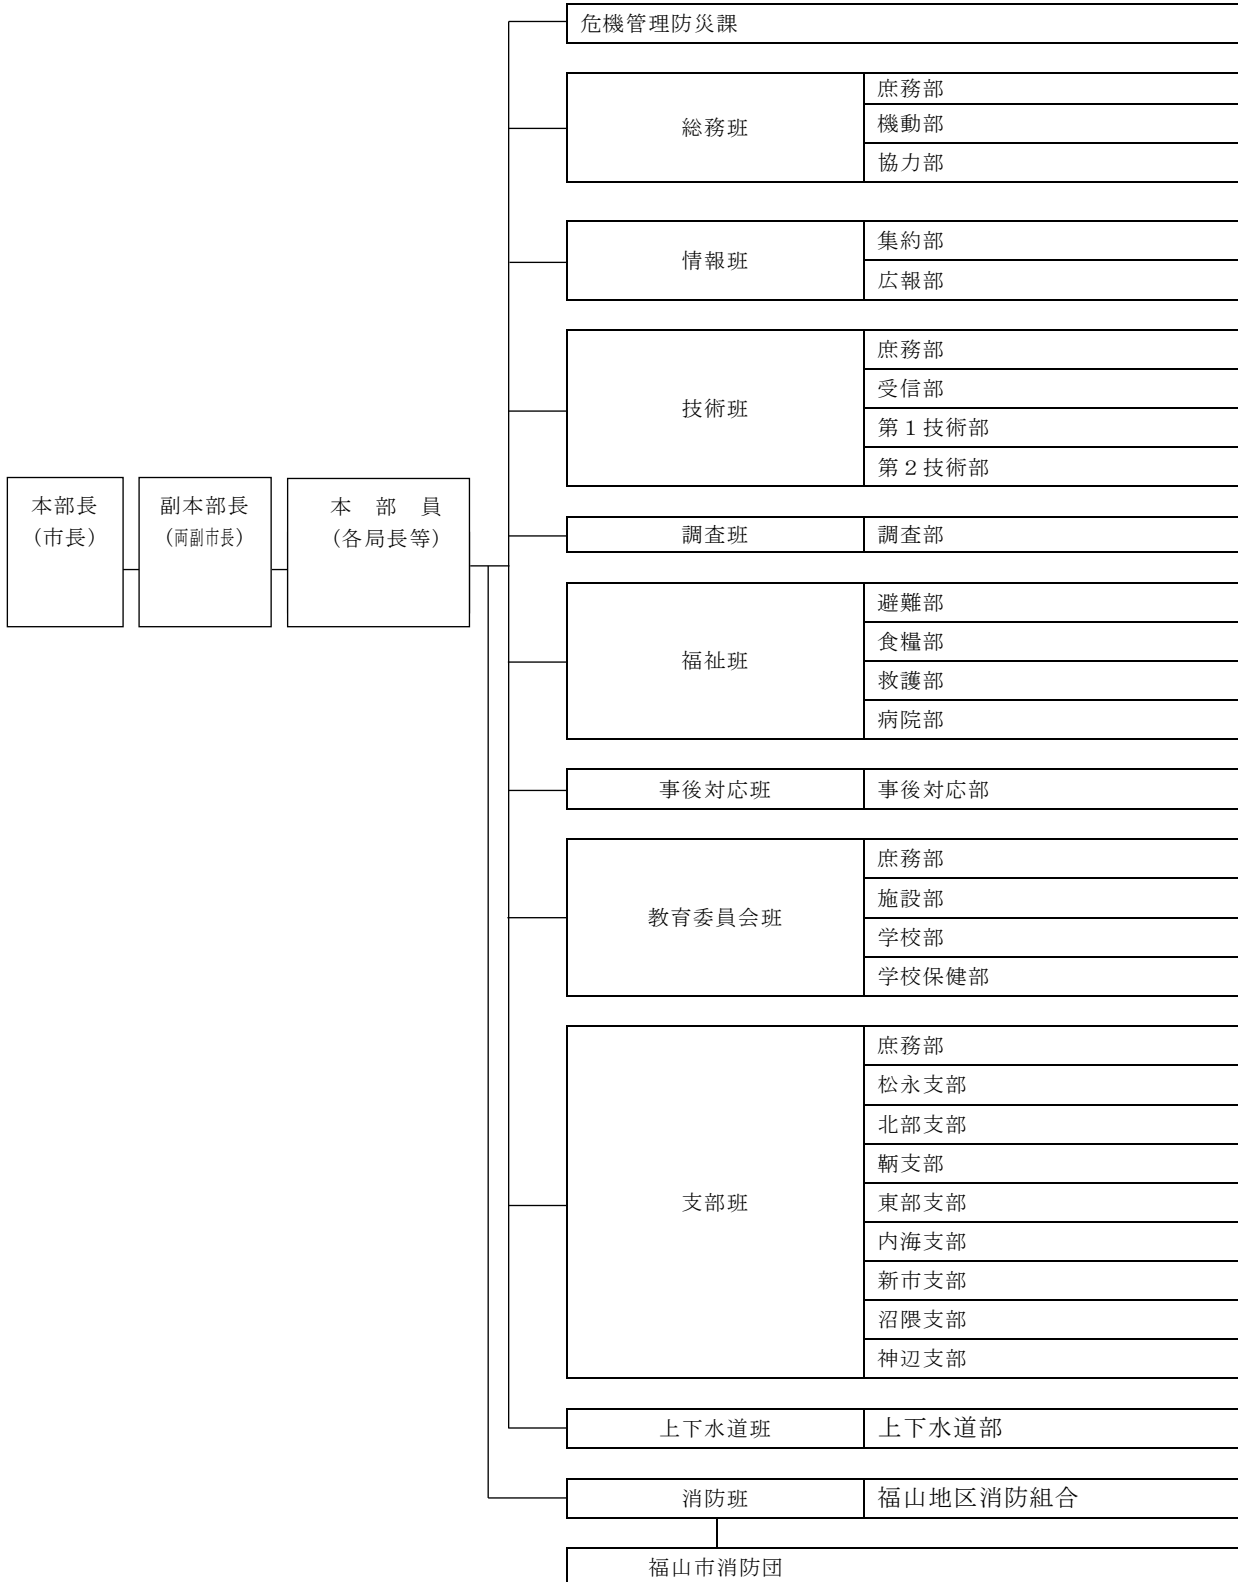 危機管理防災課
総務班
庶務部
機動部
協力部
情報班
集約部
広報部
技術班
庶務部
受信部
第１技術部
第２技術部
本部長
(市長)
副本部長
(両副市長)
本　部　員
(各局長等)
調査班
調査部
福祉班
避難部
食糧部
救護部
病院部
事後対応班
事後対応部
教育委員会班
庶務部
施設部
学校部
学校保健部
支部班
庶務部
松永支部
北部支部
鞆支部
東部支部
内海支部
新市支部
沼隈支部
神辺支部
上下水道班
上下水道部
消防班
福山地区消防組合
福山市消防団